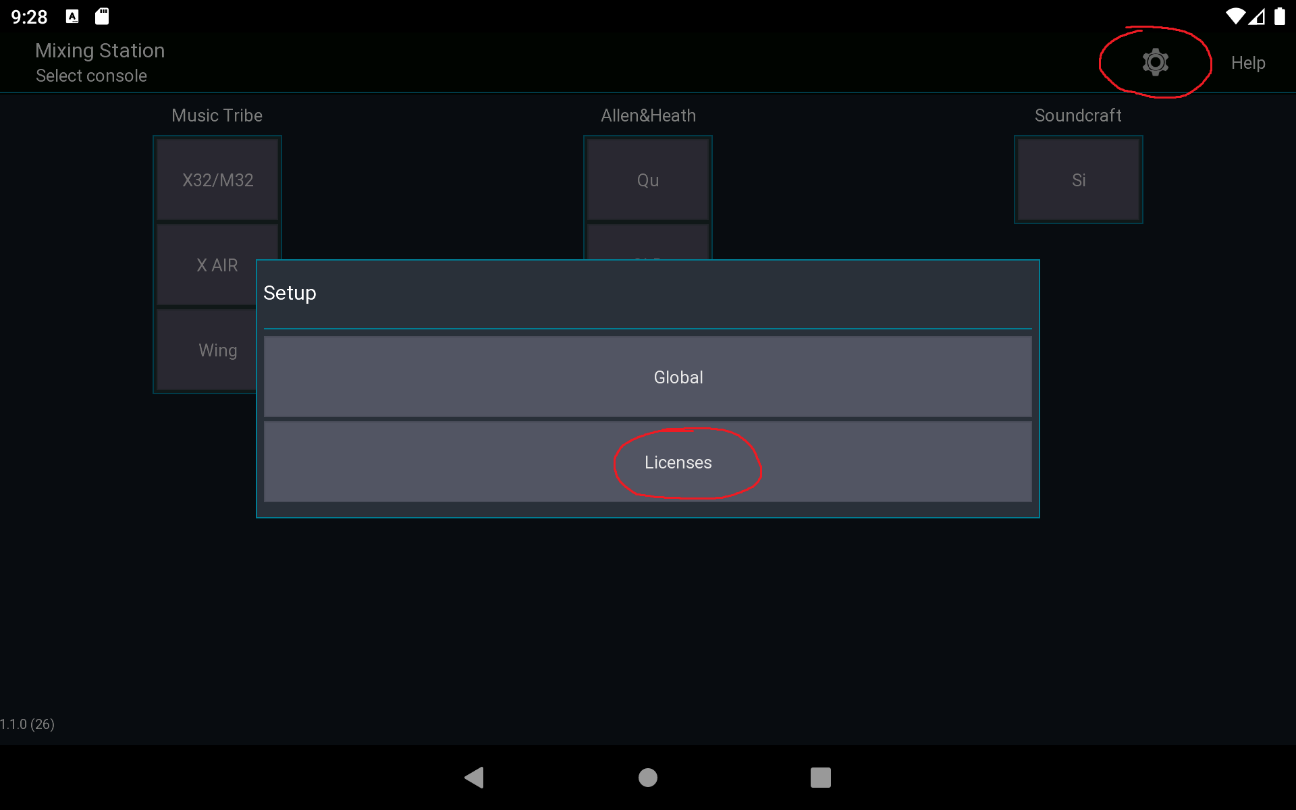 9:28
Mixing Station
Select console
Help
Music Tribe
Allen&Heath
Soundcraft
X32/M32
Qu
Si
X AIR
Wing
Setup
Global
Licenses
1.1.0 (26)